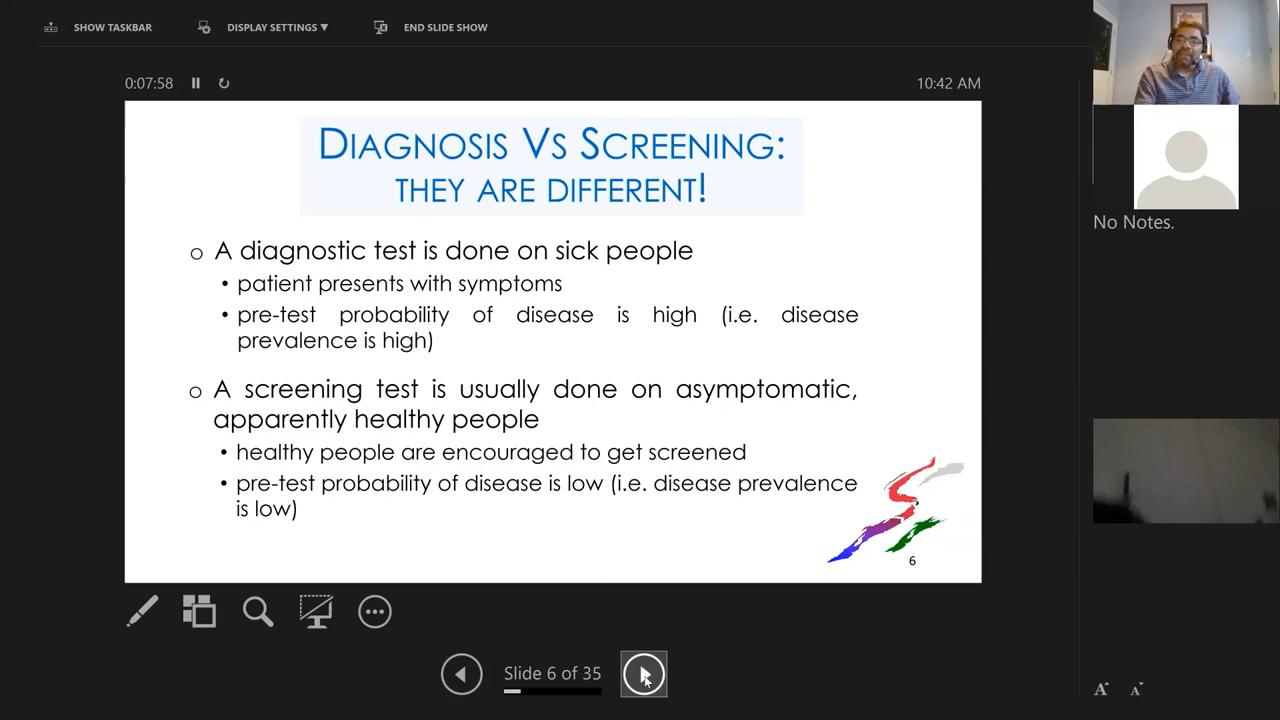 SHOW TASKBAR
DISPLAY SETTINGS ▼
END SLIDE SHOW
0:07:58
10:42 AM
DIAGNOSIS VS SCREENING:
THEY ARE DIFFERENT!
o A diagnostic test is done on sick people
• patient presents with symptoms
• pre-test probability of disease is high (i.e. disease
prevalence is high)
o A screening test is usually done on asymptomatic,
apparently healthy people
• healthy people are encouraged to get screened
• pre-test probability of disease is low (i.e. disease prevalence
is low)
6
No Notes.
Slide 6 of 35
A A